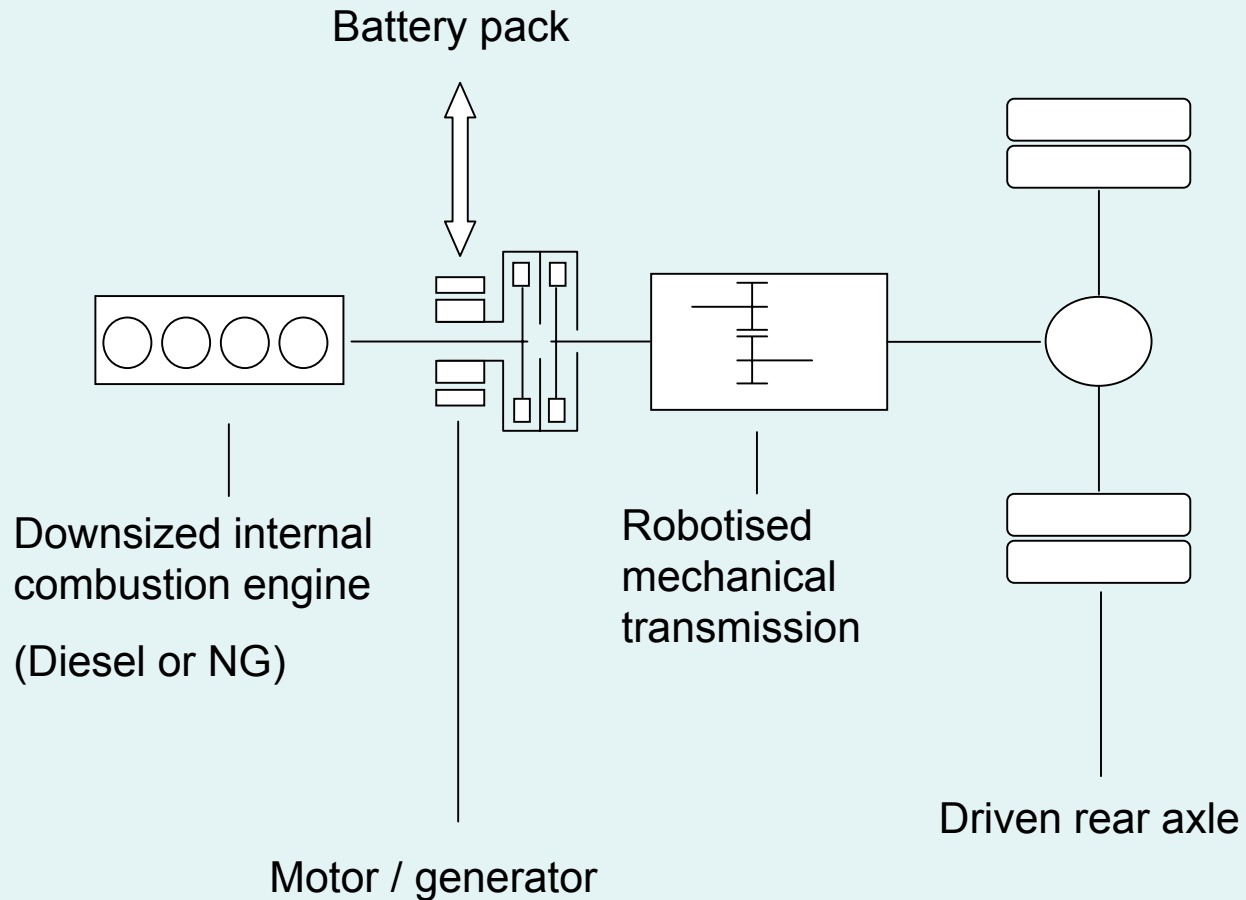 Battery pack
Downsized internal
combustion engine
(Diesel or NG)
Robotised
mechanical
transmission
Driven rear axle
Motor / generator